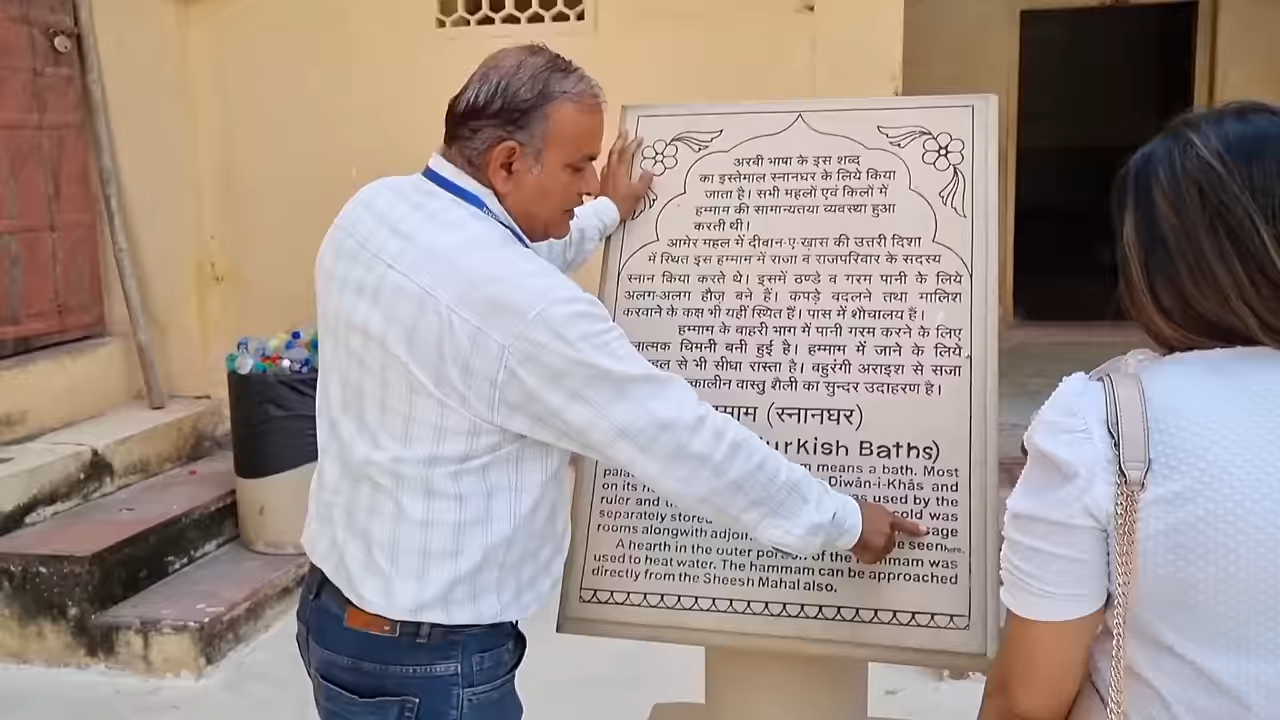 अरबी भाषा के इस शब्द
का इस्तेमाल स्नानघर के लिये किया
जाता है। सभी महलों एवं किलों में
हम्माम की सामान्यतया व्यवस्था हुआ
करती थी।
आमेर महल में दीवान-ए-ख़ास की उत्तरी दिशा
में स्थित इस हम्माम में राजा व राजपरिवार के सदस्य
स्नान किया करते थे। इसमें ठण्डे व गरम पानी के लिये
अलग-अलग हौज़ बने हैं। कपड़े बदलने तथा मालिश
करवाने के कक्ष भी यहीं स्थित हैं। पास में शौचालय हैं।
हम्माम के बाहरी भाग में पानी गरम करने के लिए
चिमनी बनी हुई है। हम्माम में जाने के लिये
से भी सीधा रास्ता है। बहुरंगी अराइश से सजा
वास्तु शैली का सुन्दर उदाहरण है।
(स्नानघर)
Baths)
means a bath. Most
Diwân-i-Khâs and
on its used by the
ruler and cold was
separately stored
rooms alongwith seen here.
A hearth in the outer of the was
used to heat water. The hammam can be approached
directly from the Sheesh Mahal also.